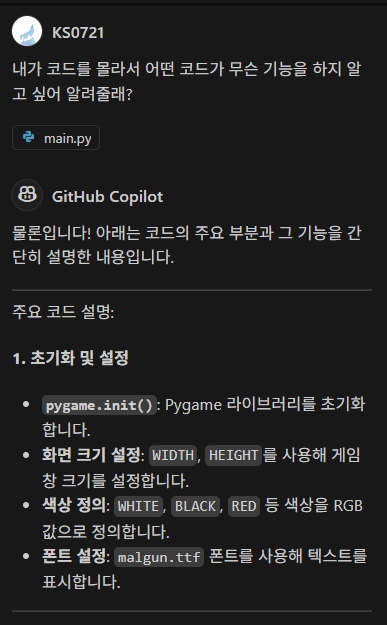 KS0721
내가 코드를 몰라서 어떤 코드가 무슨 기능을 하지 알
고 싶어 알려줄래?
main.py
GitHub Copilot
물론입니다! 아래는 코드의 주요 부분과 그 기능을 간
단히 설명한 내용입니다.
주요 코드 설명:
1. 초기화 및 설정
• pygame.init(): Pygame 라이브러리를 초기화
합니다.
• 화면 크기 설정: WIDTH, HEIGHT를 사용해 게임
창 크기를 설정합니다.
• 색상 정의: WHITE, BLACK, RED 등 색상을 RGB
값으로 정의합니다.
• 폰트 설정: malgun.ttf 폰트를 사용해 텍스트를
표시합니다.